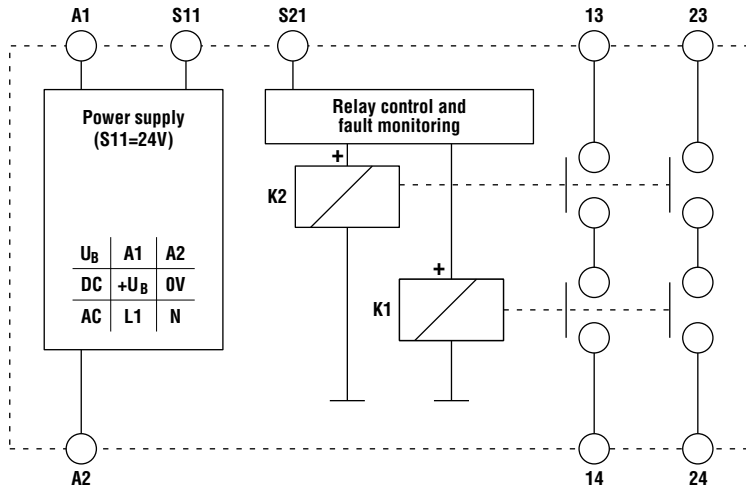 A1 S11 S21 13 23
Power supply
(S11=24V)
Relay control and
fault monitoring
+
K2
UB A1 A2
DC +UB 0V
AC L1 N
+
K1
A2 14 24